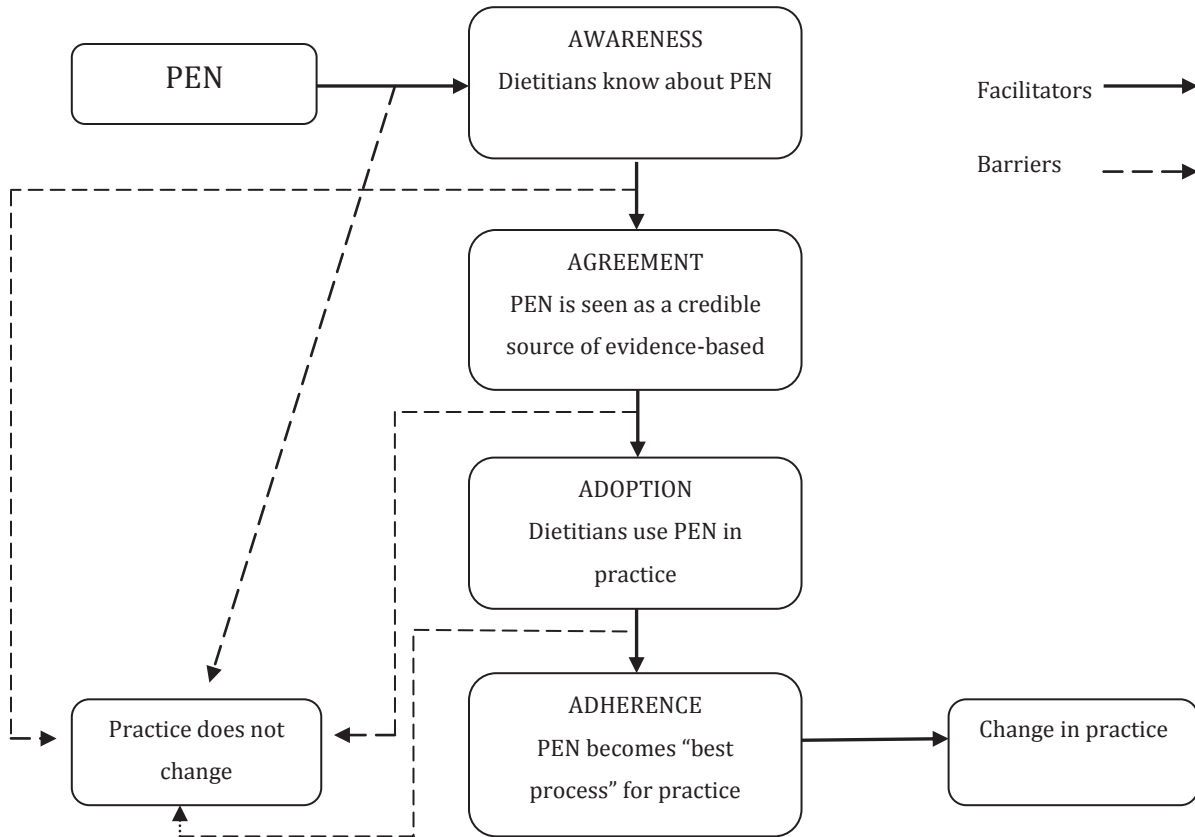 PEN
AWARENESS
Dietitians know about PEN
Facilitators
Barriers
AGREEMENT
PEN is seen as a credible
source of evidence-based
ADOPTION
Dietitians use PEN in
practice
Practice does not
change
ADHERENCE
PEN becomes “best
process” for practice
Change in practice